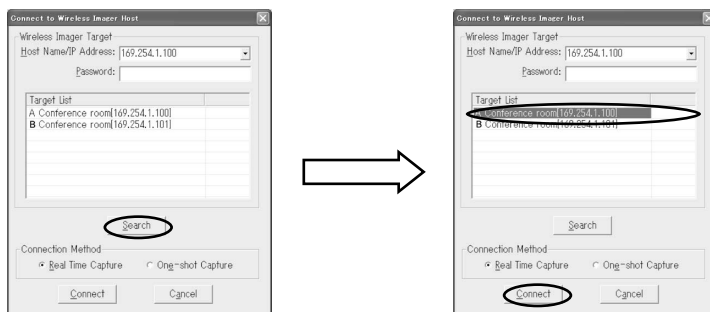 Connect to Wireless Imager Host
Wireless Imager Target
Host Name/IP Address: 169.254.1.100
Password:
Target List
A Conference room[169.254.1.100]
B Conference room[169.254.1.101]
Search
Connection Method
Real Time Capture One-shot Capture
Connect Cancel
Connect to Wireless Imager Host
Wireless Imager Target
Host Name/IP Address: 169.254.1.100
Password:
Target List
A Conference room[169.254.1.100]
B Conference room[169.254.1.101]
Search
Connection Method
Real Time Capture One-shot Capture
Connect Cancel